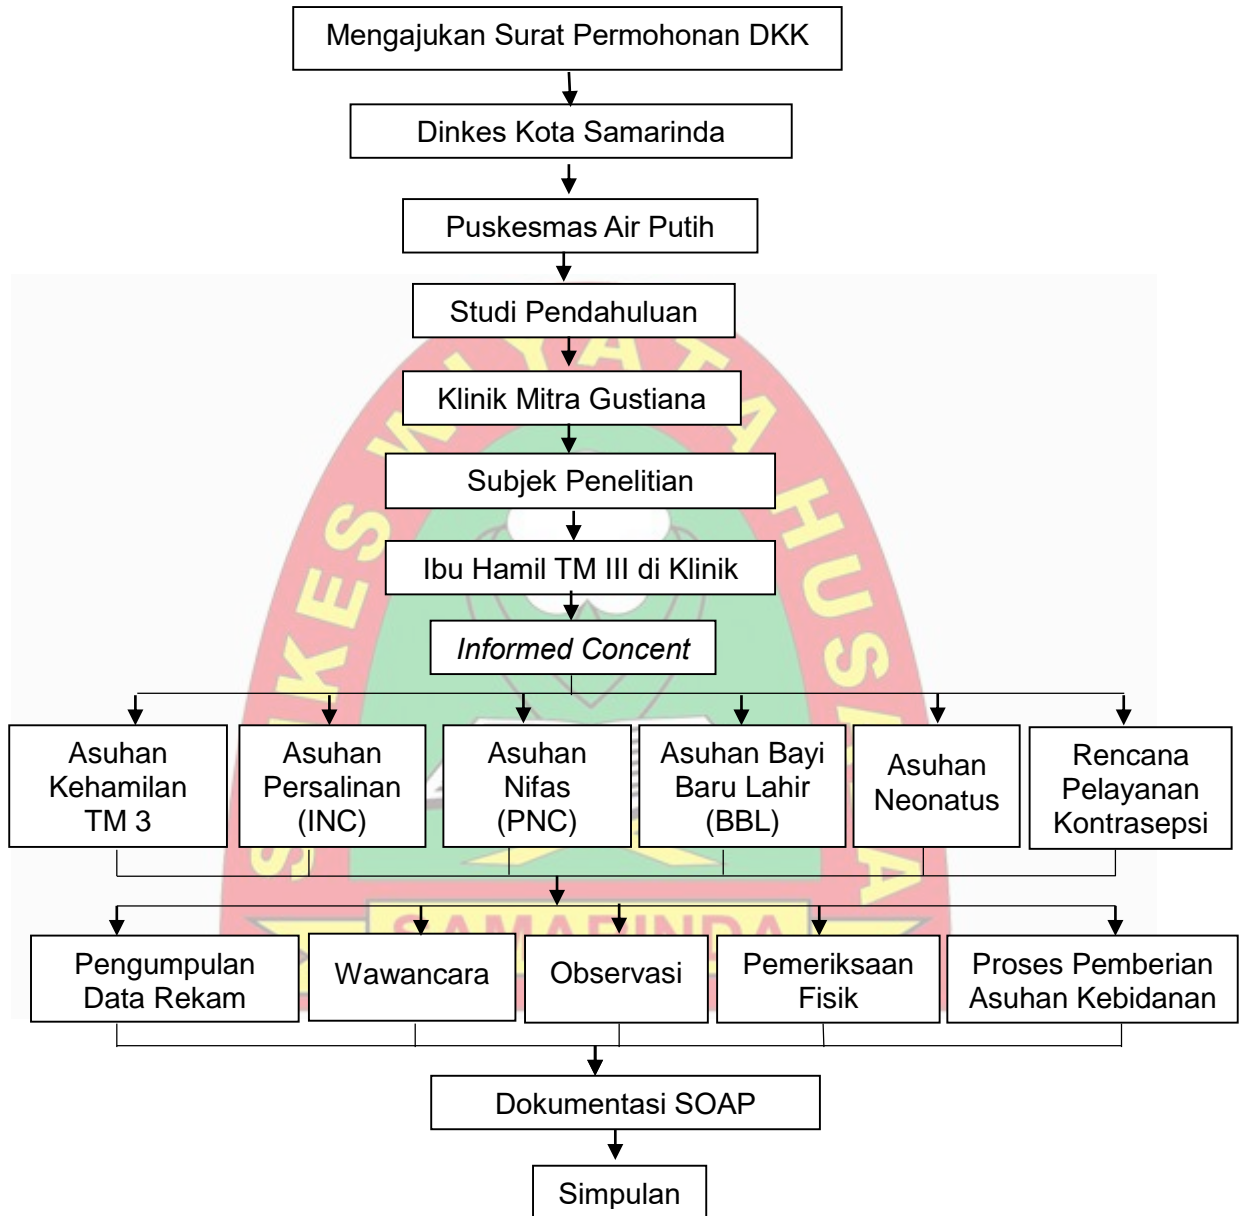 Mengajukan Surat Permohonan DKK
Dinkes Kota Samarinda
Puskesmas Air Putih
Studi Pendahuluan
Klinik Mitra Gustiana
Subjek Penelitian
Ibu Hamil TM III di Klinik
Informed Concent
Asuhan
Kehamilan
TM 3
Asuhan
Persalinan
(INC)
Asuhan
Nifas
(PNC)
Asuhan Bayi
Baru Lahir
(BBL)
Asuhan
Neonatus
Rencana
Pelayanan
Kontrasepsi
Pengumpulan
Data Rekam
Wawancara
Observasi
Pemeriksaan
Fisik
Proses Pemberian
Asuhan Kebidanan
Dokumentasi SOAP
Simpulan
SAMARINDA